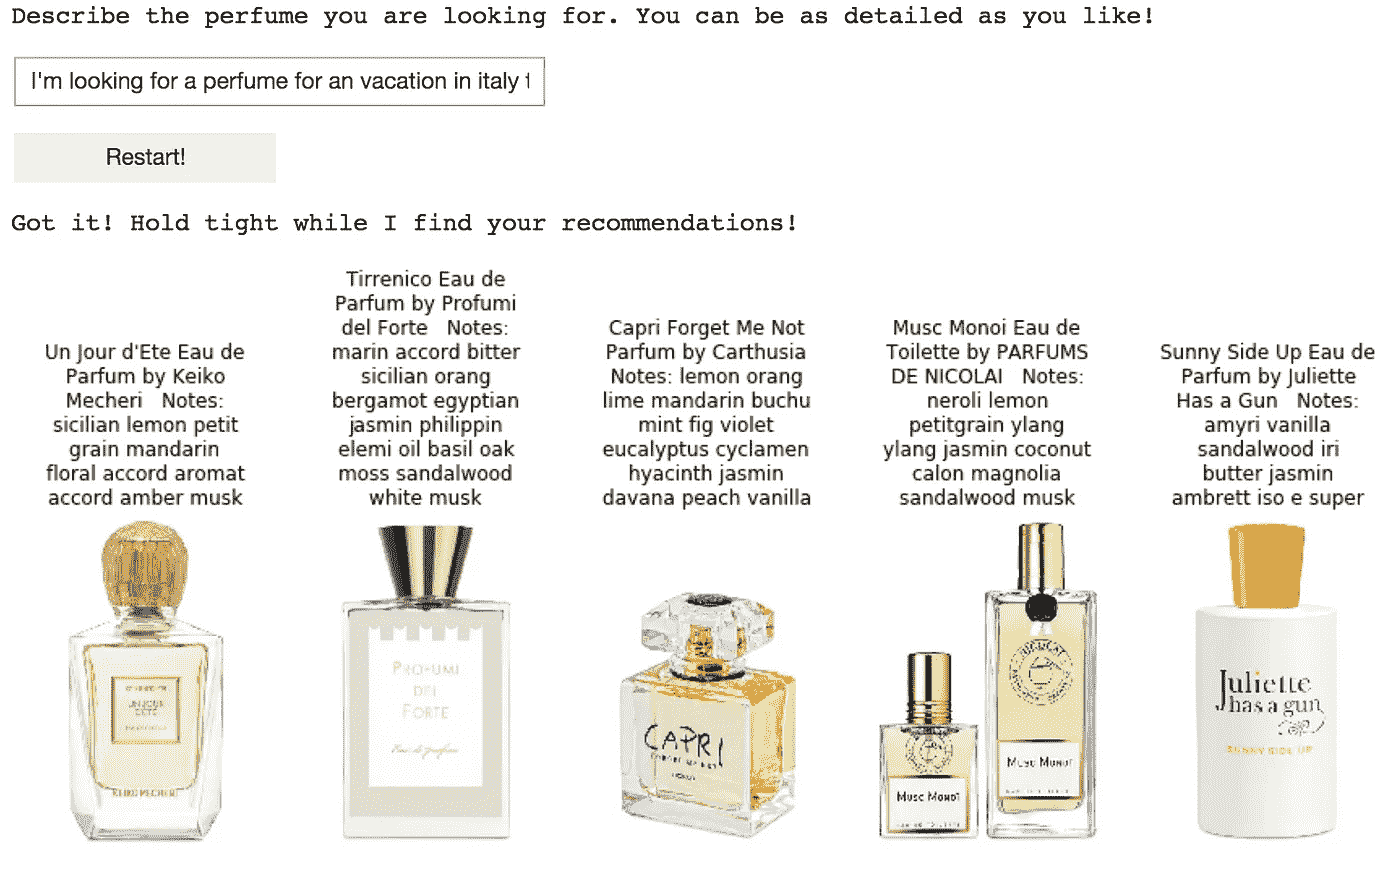 Describe the perfume you are looking for. You can be as detailed as you like!
I'm looking for a perfume for an vacation in italy
Restart!
Got it! Hold tight while I find your recommendations!
Un Jour d'Ete Eau de
Parfum by Keiko
Mecheri Notes:
sicilian lemon petit
grain mandarin
floral accord aromat
accord amber musk
Tirrenico Eau de
Parfum by Profumi
del Forte Notes:
marin accord bitter
sicilian orang
bergamot egyptian
jasmin philippin
elemi oil basil oak
moss sandalwood
white musk
Capri Forget Me Not
Parfum by Carthusia
Notes: lemon orang
lime mandarin buchu
mint fig violet
eucalyptus cyclamen
hyacinth jasmin
davana peach vanilla
Musc Monoi Eau de
Toilette by PARFUMS
DE NICOLAI Notes:
neroli lemon
petitgrain ylang
ylang jasmin coconut
calon magnolia
sandalwood musk
Sunny Side Up Eau de
Parfum by Juliette
Has a Gun Notes:
amyri vanilla
sandalwood iri
butter jasmin
ambrett iso e super
UN JOUR
D'ETE
KEIKO MECHERI
PROFUMI
DEL
FORTE
Eau de parfum
CAPRI
MUSC MONOÏ
MUSC MONOÏ
Juliette
has a gun
SUNNY SIDE UP